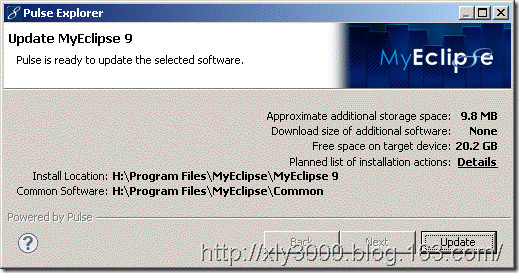 Pulse Explorer
Update MyEclipse 9
Pulse is ready to update the selected software.
MyEclipse
Approximate additional storage space: 9.8 MB
Download size of additional software: None
Free space on target device: 20.2 GB
Planned list of installation actions: Details
Install Location: H:\Program Files\MyEclipse\MyEclipse 9
Common Software: H:\Program Files\MyEclipse\Common
Powered by Pulse
Back Next Update
http://xly3000.blog.163.com/